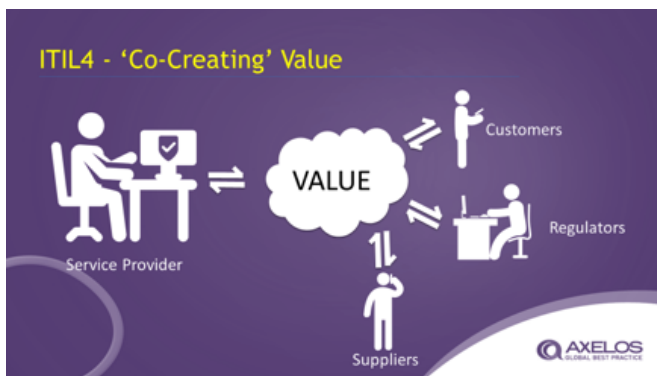 ITIL4 - ‘Co-Creating’ Value
Service Provider
VALUE
Customers
Regulators
Suppliers
AXELOS
GLOBAL BEST PRACTICE